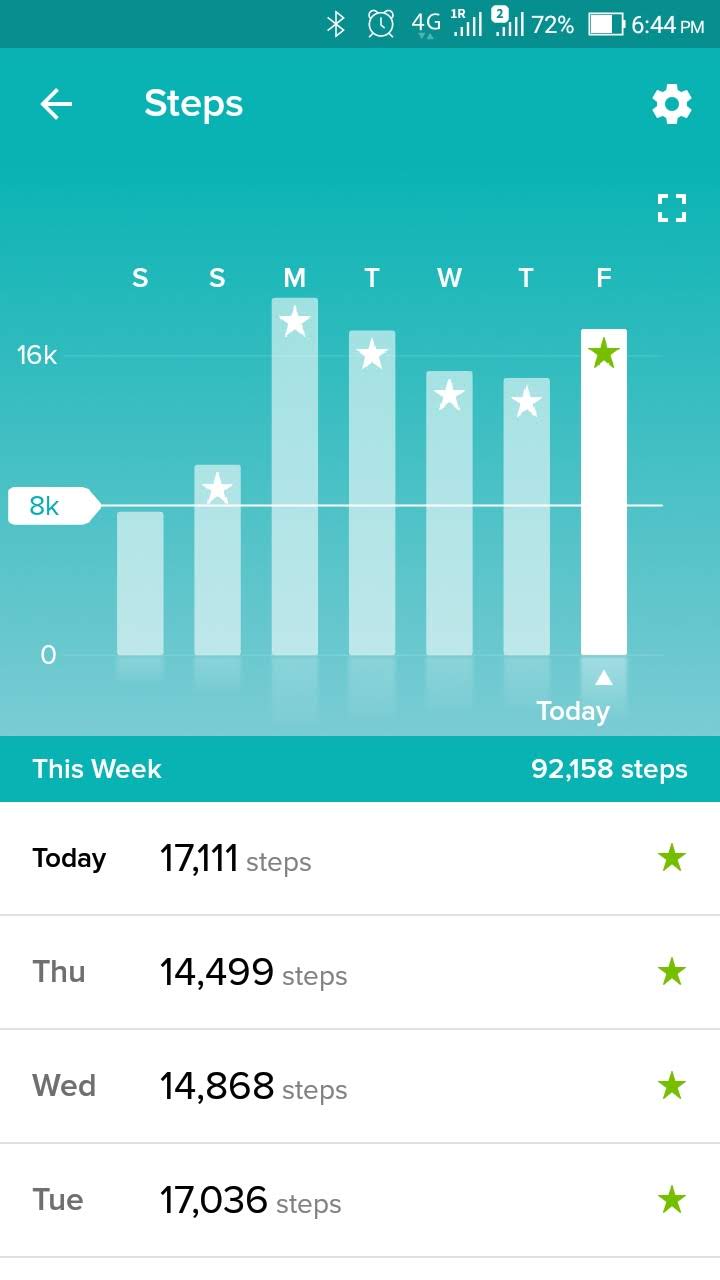 4G 1R 2 72% 6:44 PM
Steps
S S M T W T F
16k
8k
0
Today
This Week 92,158 steps
Today 17,111 steps
Thu 14,499 steps
Wed 14,868 steps
Tue 17,036 steps